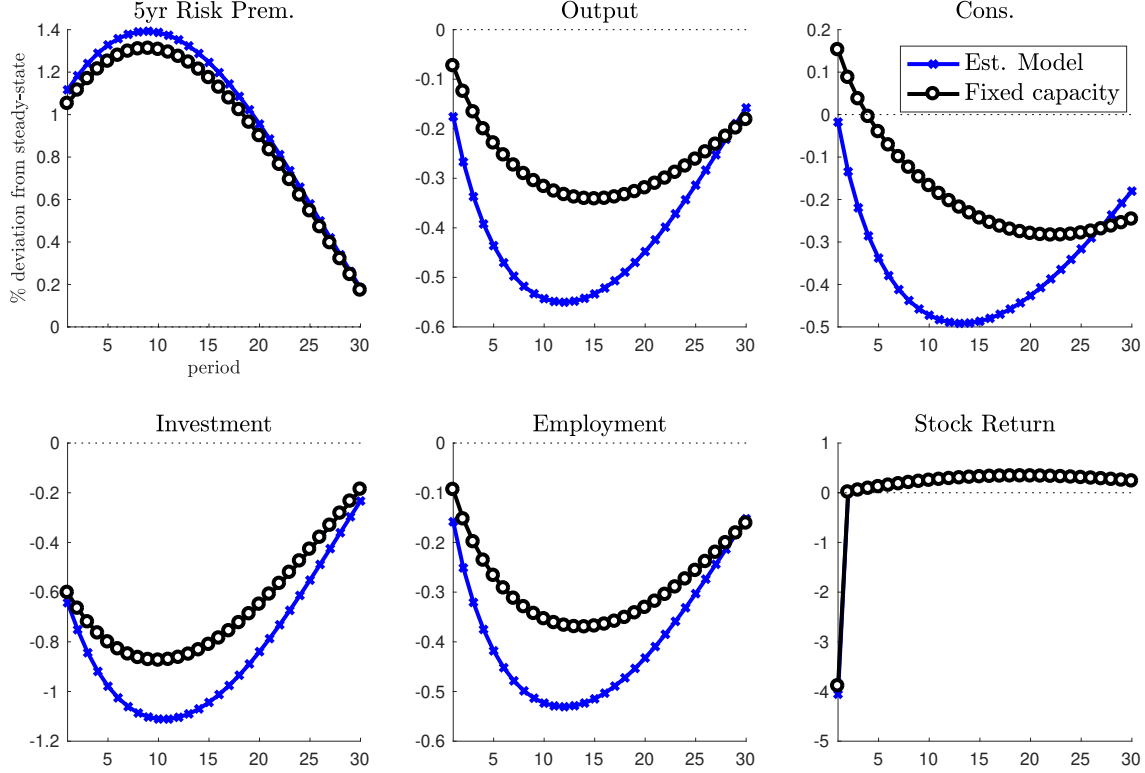 5yr Risk Prem.
% deviation from steady-state
1.4
1.2
1
0.8
0.6
0.4
0.2
0
5 10 15 20 25 30
period
Output
0
-0.1
-0.2
-0.3
-0.4
-0.5
-0.6
5 10 15 20 25 30
Cons.
0.2
0.1
0
-0.1
-0.2
-0.3
-0.4
-0.5
5 10 15 20 25 30
Est. Model
Fixed capacity
Investment
0
-0.2
-0.4
-0.6
-0.8
-1
-1.2
5 10 15 20 25 30
Employment
0
-0.1
-0.2
-0.3
-0.4
-0.5
-0.6
5 10 15 20 25 30
Stock Return
1
0
-1
-2
-3
-4
-5
5 10 15 20 25 30